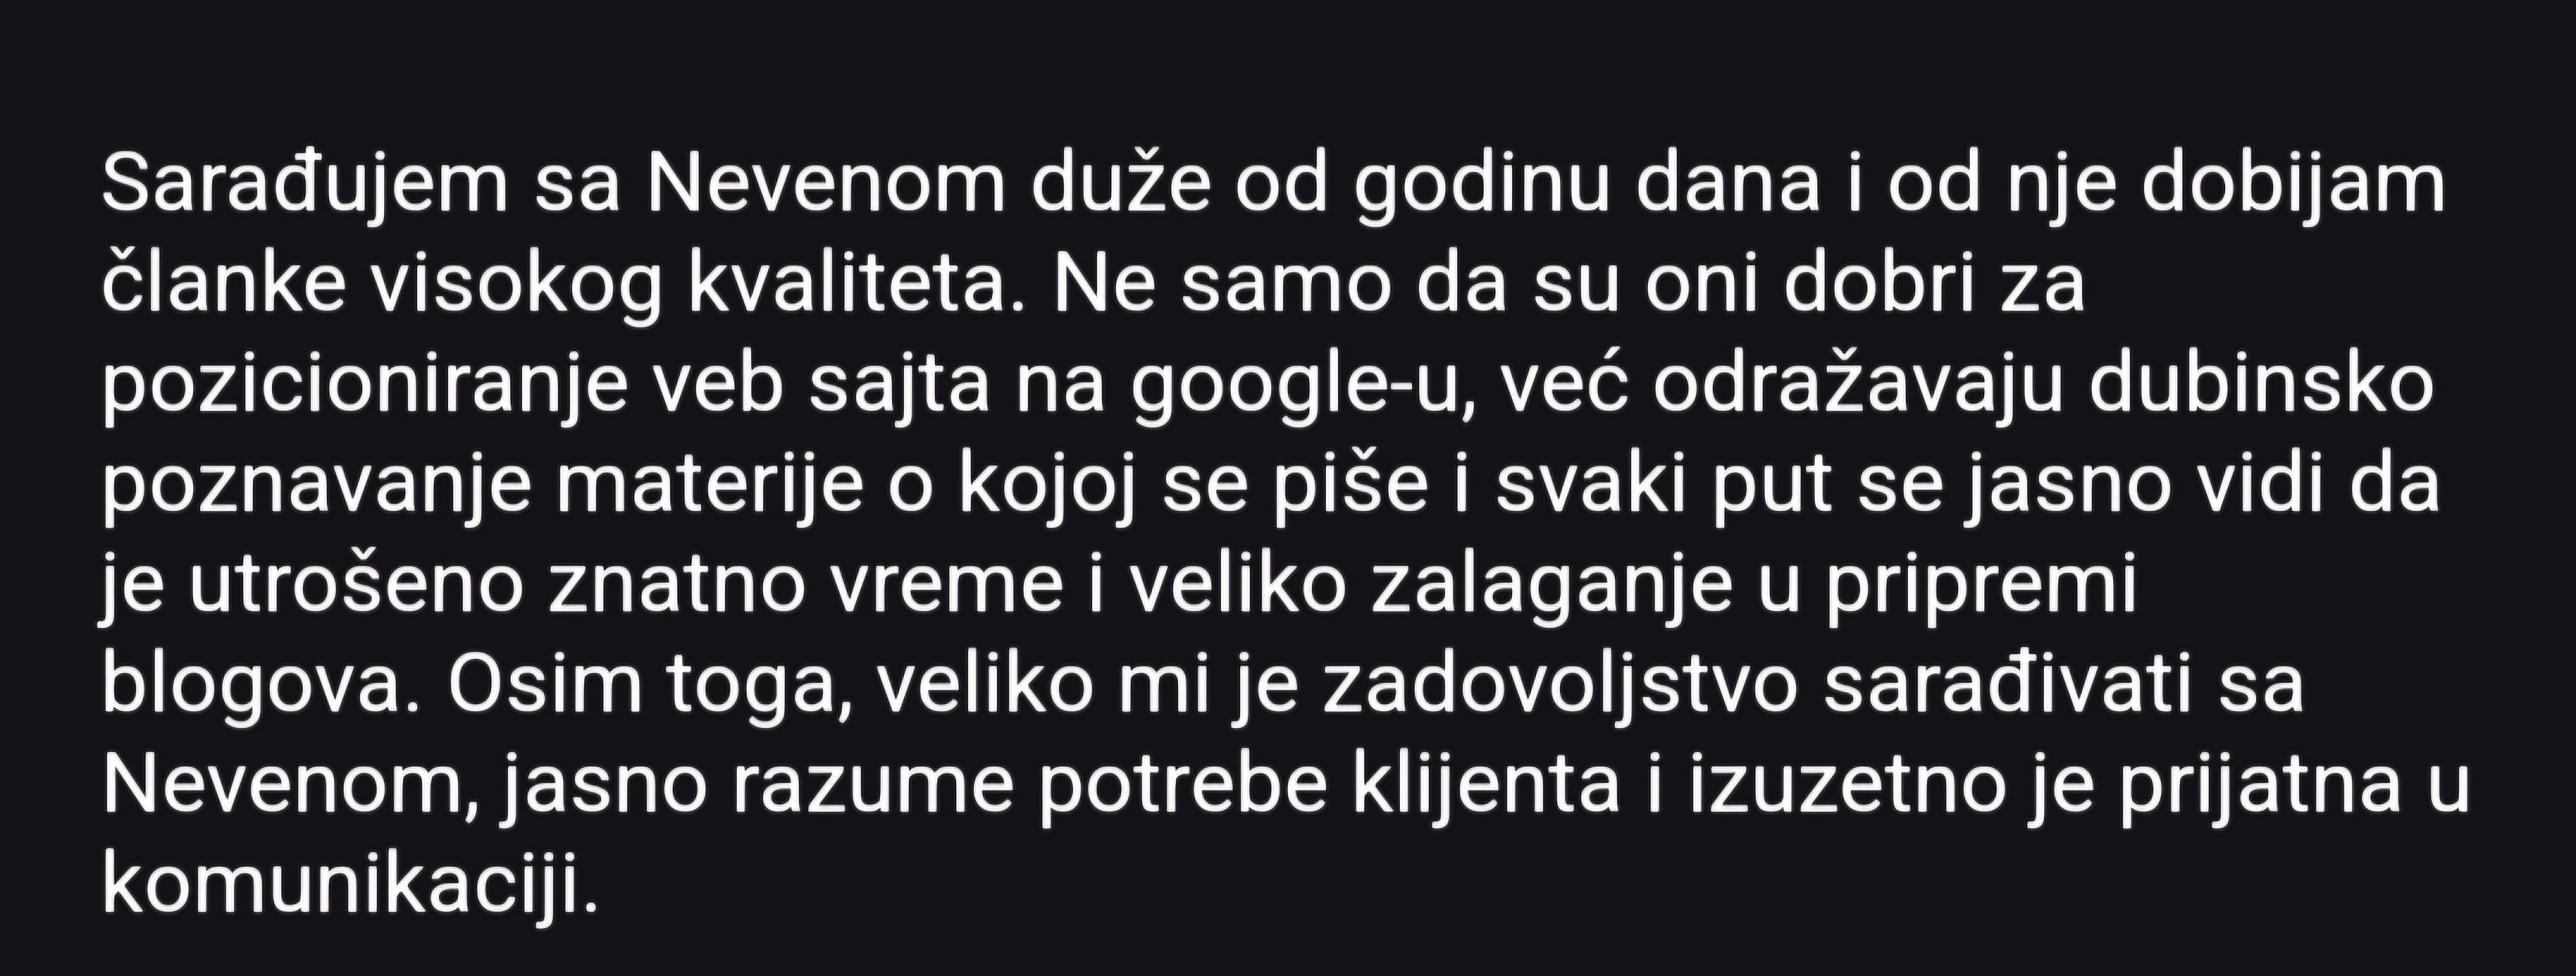 Sarađujem sa Nevenom duže od godinu dana i od nje dobijam
članke visokog kvaliteta. Ne samo da su oni dobri za
pozicioniranje veb sajta na google-u, već odražavaju dubinsko
poznavanje materije o kojoj se piše i svaki put se jasno vidi da
je utrošeno znatno vreme i veliko zalaganje u pripremi
blogova. Osim toga, veliko mi je zadovoljstvo sarađivati sa
Nevenom, jasno razume potrebe klijenta i izuzetno je prijatna u
komunikaciji.